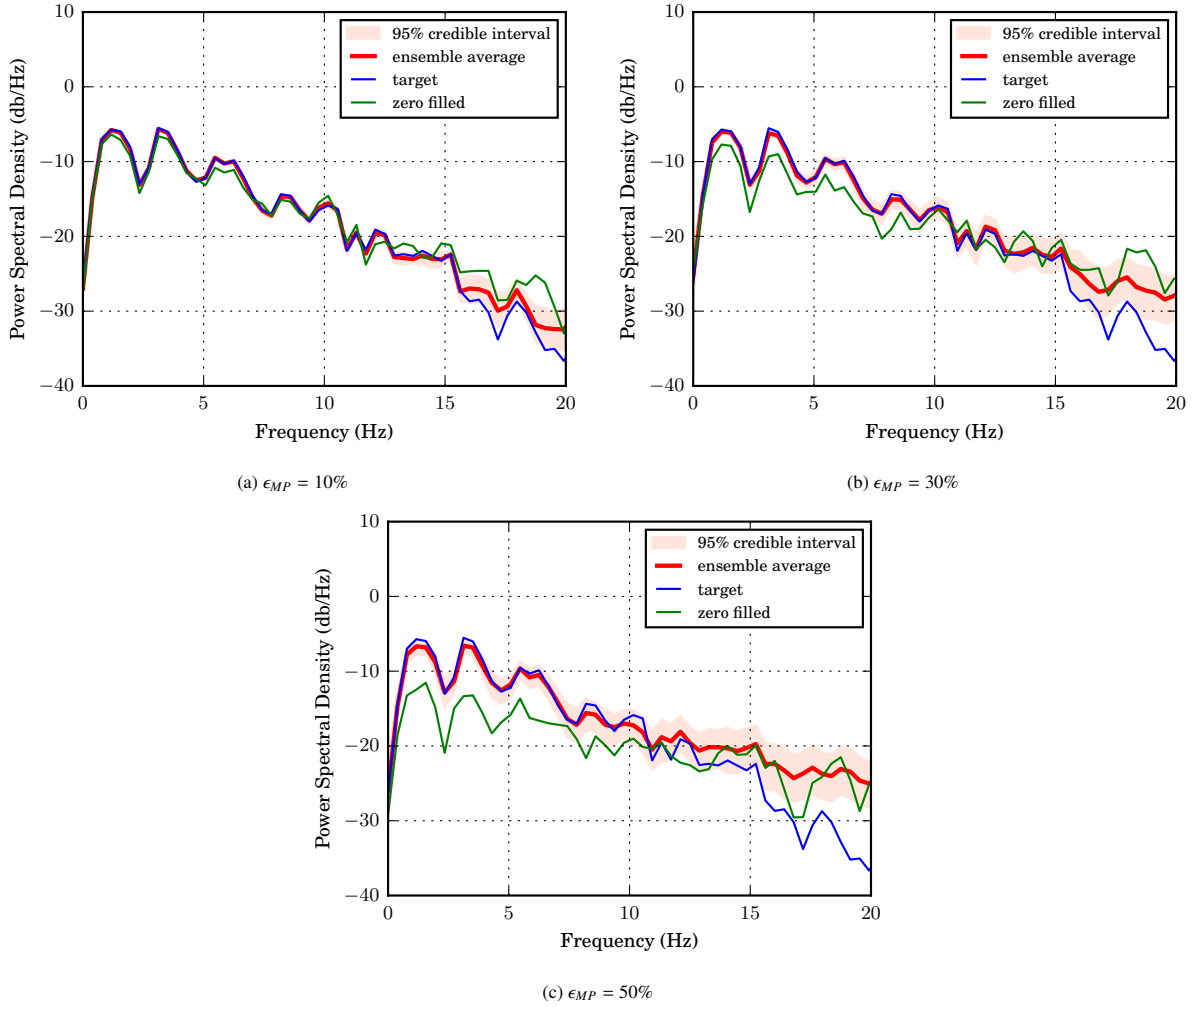 10
0
−10
−20
−30
−40
0
5
10
15
20
Power Spectral Density (db/Hz)
Frequency (Hz)
95% credible interval
ensemble average
target
zero filled
(a) ϵMP = 10%
10
0
−10
−20
−30
−40
0
5
10
15
20
Power Spectral Density (db/Hz)
Frequency (Hz)
95% credible interval
ensemble average
target
zero filled
(b) ϵMP = 30%
10
0
−10
−20
−30
−40
0
5
10
15
20
Power Spectral Density (db/Hz)
Frequency (Hz)
95% credible interval
ensemble average
target
zero filled
(c) ϵMP = 50%